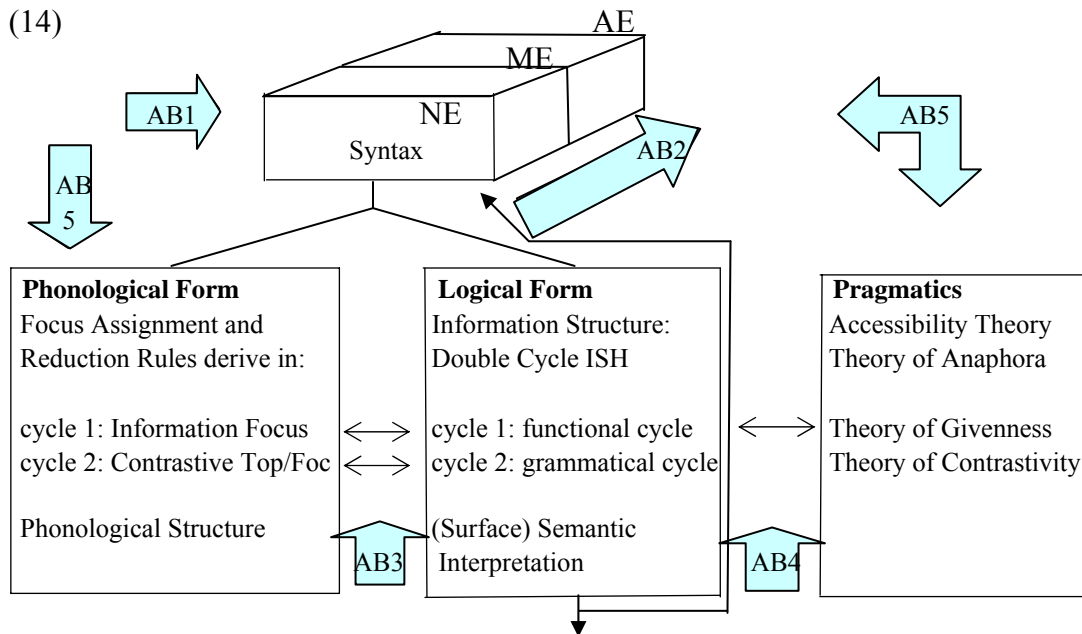 (14)
AE
ME
NE
Syntax
AB1
AB2
AB5
AB
5
Phonological Form
Focus Assignment and
Reduction Rules derive in:
cycle 1: Information Focus
cycle 2: Contrastive Top/Foc
Phonological Structure
AB3
Logical Form
Information Structure:
Double Cycle ISH
cycle 1: functional cycle
cycle 2: grammatical cycle
(Surface) Semantic
Interpretation
AB4
Pragmatics
Accessibility Theory
Theory of Anaphora
Theory of Givenness
Theory of Contrastivity